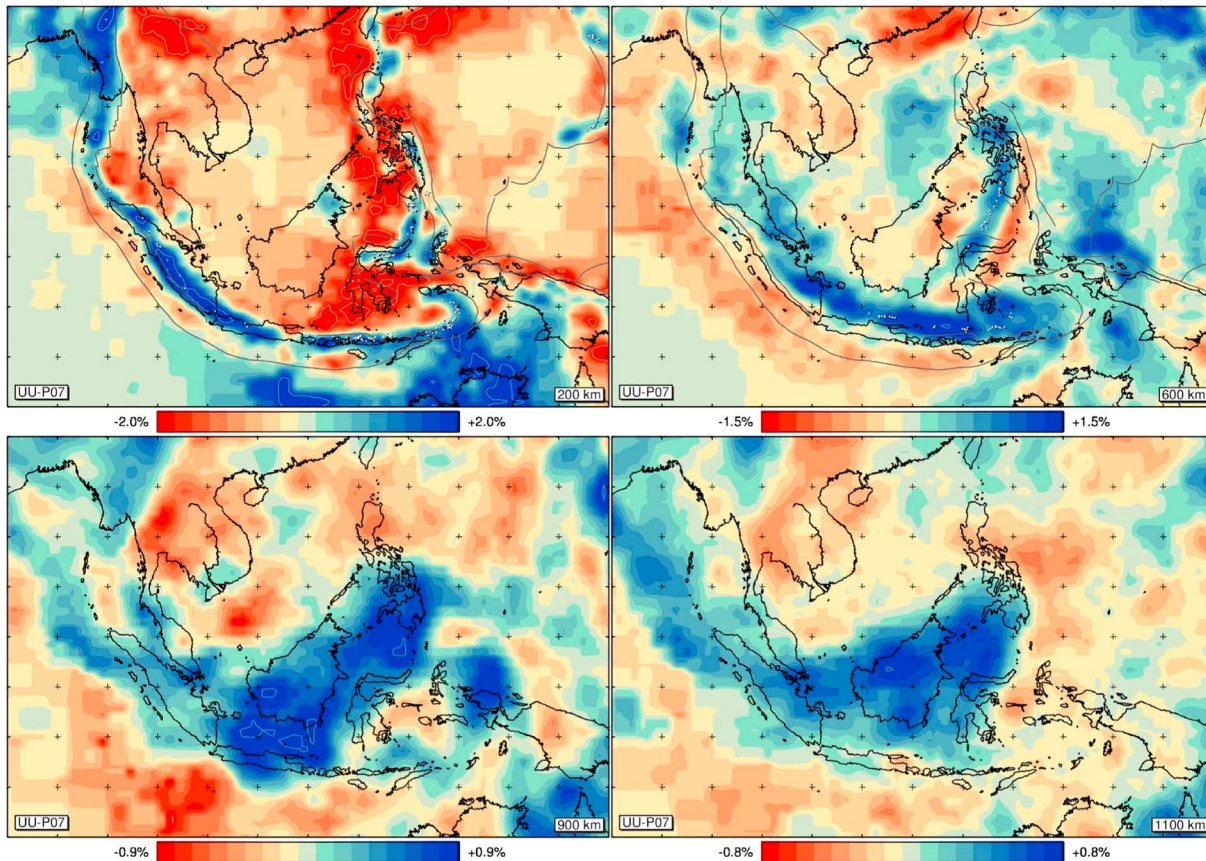 UU-P07
200 km
UU-P07
600 km
-2.0%
+2.0%
-1.5%
+1.5%
UU-P07
900 km
UU-P07
1100 km
-0.9%
+0.9%
-0.8%
+0.8%